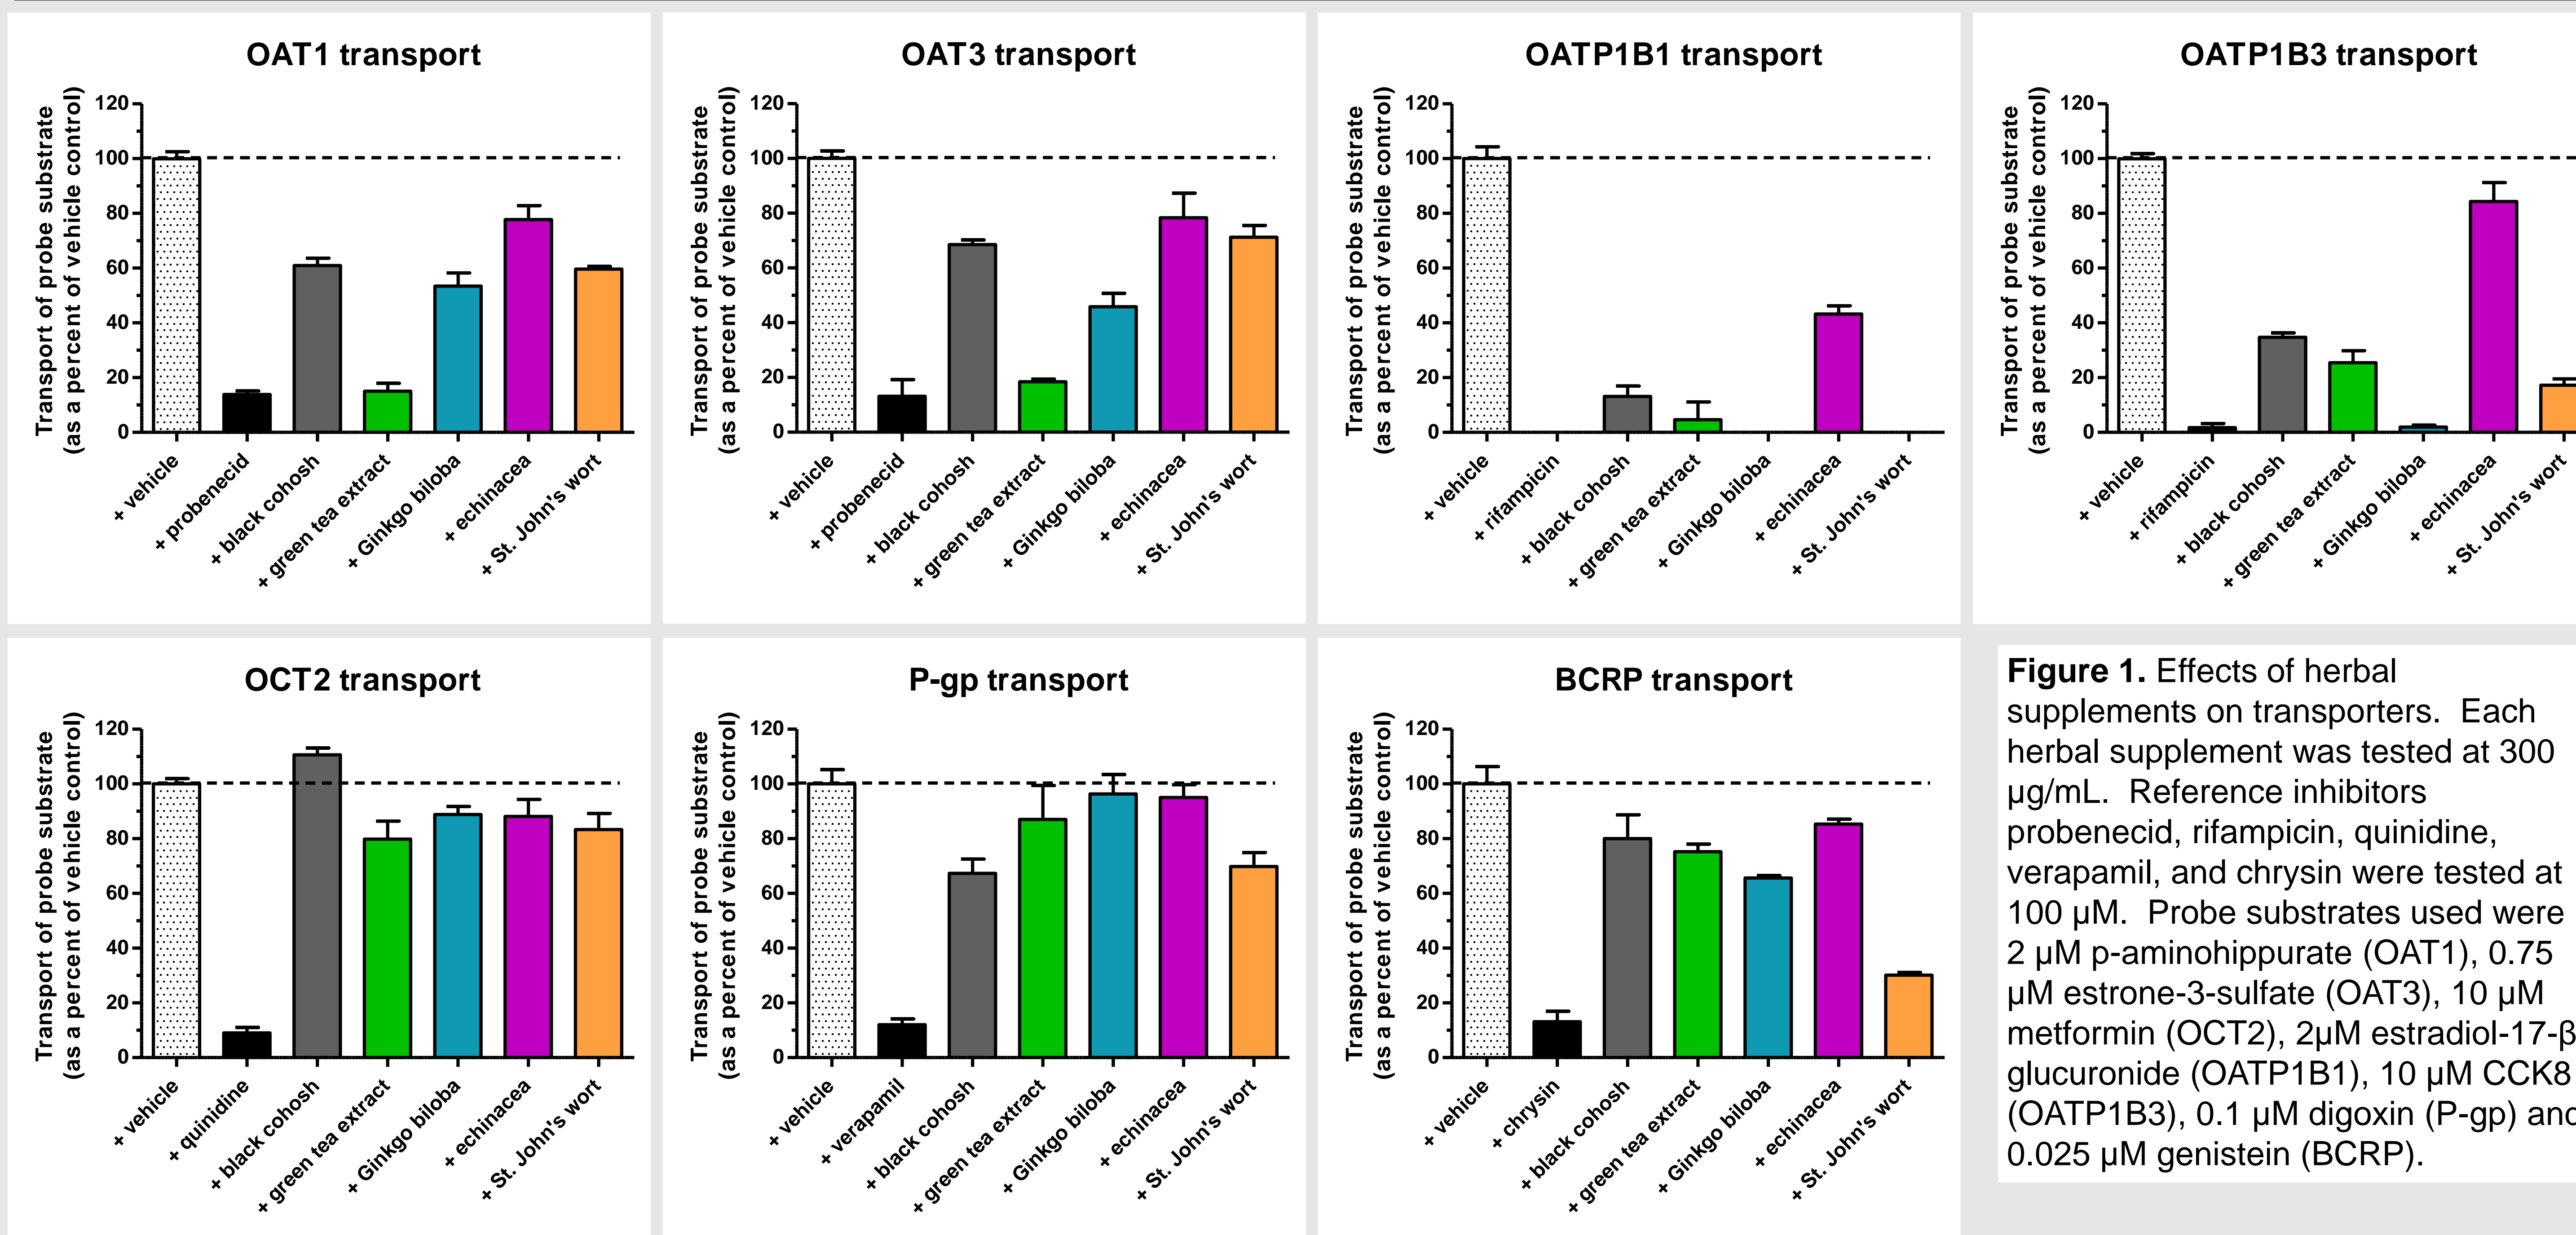 OAT1 transport
Transport of probe substrate
(as a percent of vehicle control)
120
100
80
60
40
20
0
+ vehicle
+ probenecid
+ black cohosh
+ green tea extract
+ Ginkgo biloba
+ echinacea
+ St. John's wort
OAT3 transport
Transport of probe substrate
(as a percent of vehicle control)
120
100
80
60
40
20
0
+ vehicle
+ probenecid
+ black cohosh
+ green tea extract
+ Ginkgo biloba
+ echinacea
+ St. John's wort
OATP1B1 transport
Transport of probe substrate
(as a percent of vehicle control)
120
100
80
60
40
20
0
+ vehicle
+ rifampicin
+ black cohosh
+ green tea extract
+ Ginkgo biloba
+ echinacea
+ St. John's wort
OATP1B3 transport
Transport of probe substrate
(as a percent of vehicle control)
120
100
80
60
40
20
0
+ vehicle
+ rifampicin
+ black cohosh
+ green tea extract
+ Ginkgo biloba
+ echinacea
+ St. John's wort
OCT2 transport
Transport of probe substrate
(as a percent of vehicle control)
120
100
80
60
40
20
0
+ vehicle
+ quinidine
+ black cohosh
+ green tea extract
+ Ginkgo biloba
+ echinacea
+ St. John's wort
P-gp transport
Transport of probe substrate
(as a percent of vehicle control)
120
100
80
60
40
20
0
+ vehicle
+ verapamil
+ black cohosh
+ green tea extract
+ Ginkgo biloba
+ echinacea
+ St. John's wort
BCRP transport
Transport of probe substrate
(as a percent of vehicle control)
120
100
80
60
40
20
0
+ vehicle
+ chrysin
+ black cohosh
+ green tea extract
+ Ginkgo biloba
+ echinacea
+ St. John's wort
Figure 1. Effects of herbal
supplements on transporters. Each
herbal supplement was tested at 300
µg/mL. Reference inhibitors
probenecid, rifampicin, quinidine,
verapamil, and chrysin were tested at
100 µM. Probe substrates used were
2 µM p-aminohippurate (OAT1), 0.75
µM estrone-3-sulfate (OAT3), 10 µM
metformin (OCT2), 2µM estradiol-17-β
glucuronide (OATP1B1), 10 µM CCK8
(OATP1B3), 0.1 µM digoxin (P-gp) and
0.025 µM genistein (BCRP).